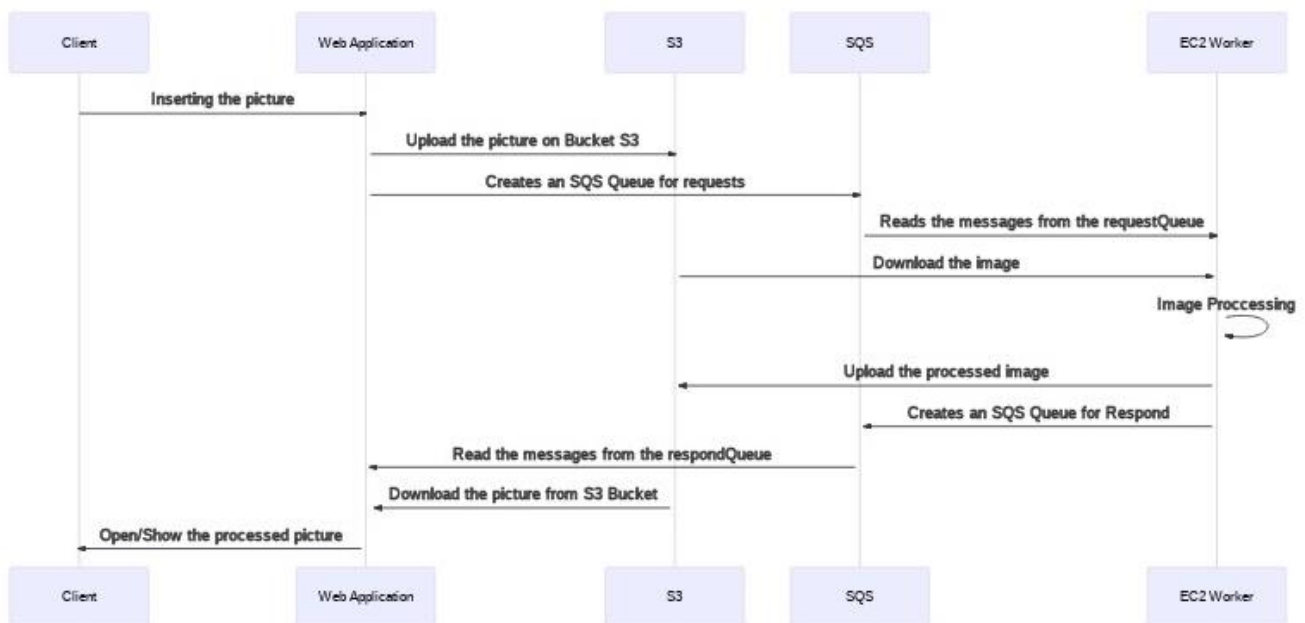 Client
Web Application
S3
SQS
EC2 Worker
Inserting the picture
Upload the picture on Bucket S3
Creates an SQS Queue for requests
Reads the messages from the requestQueue
Download the image
Image Proccessing
Upload the processed image
Creates an SQS Queue for Respond
Read the messages from the respondQueue
Download the picture from S3 Bucket
Open/Show the processed picture
Client
Web Application
S3
SQS
EC2 Worker